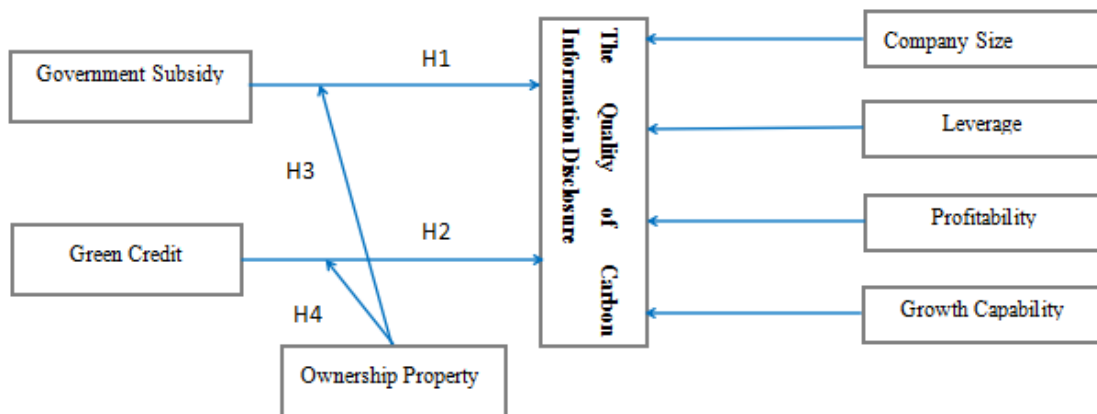 Government Subsidy
H1
The Quality of Carbon
Information Disclosure
Company Size
Leverage
H3
Green Credit
H2
Profitability
H4
Growth Capability
Ownership Property